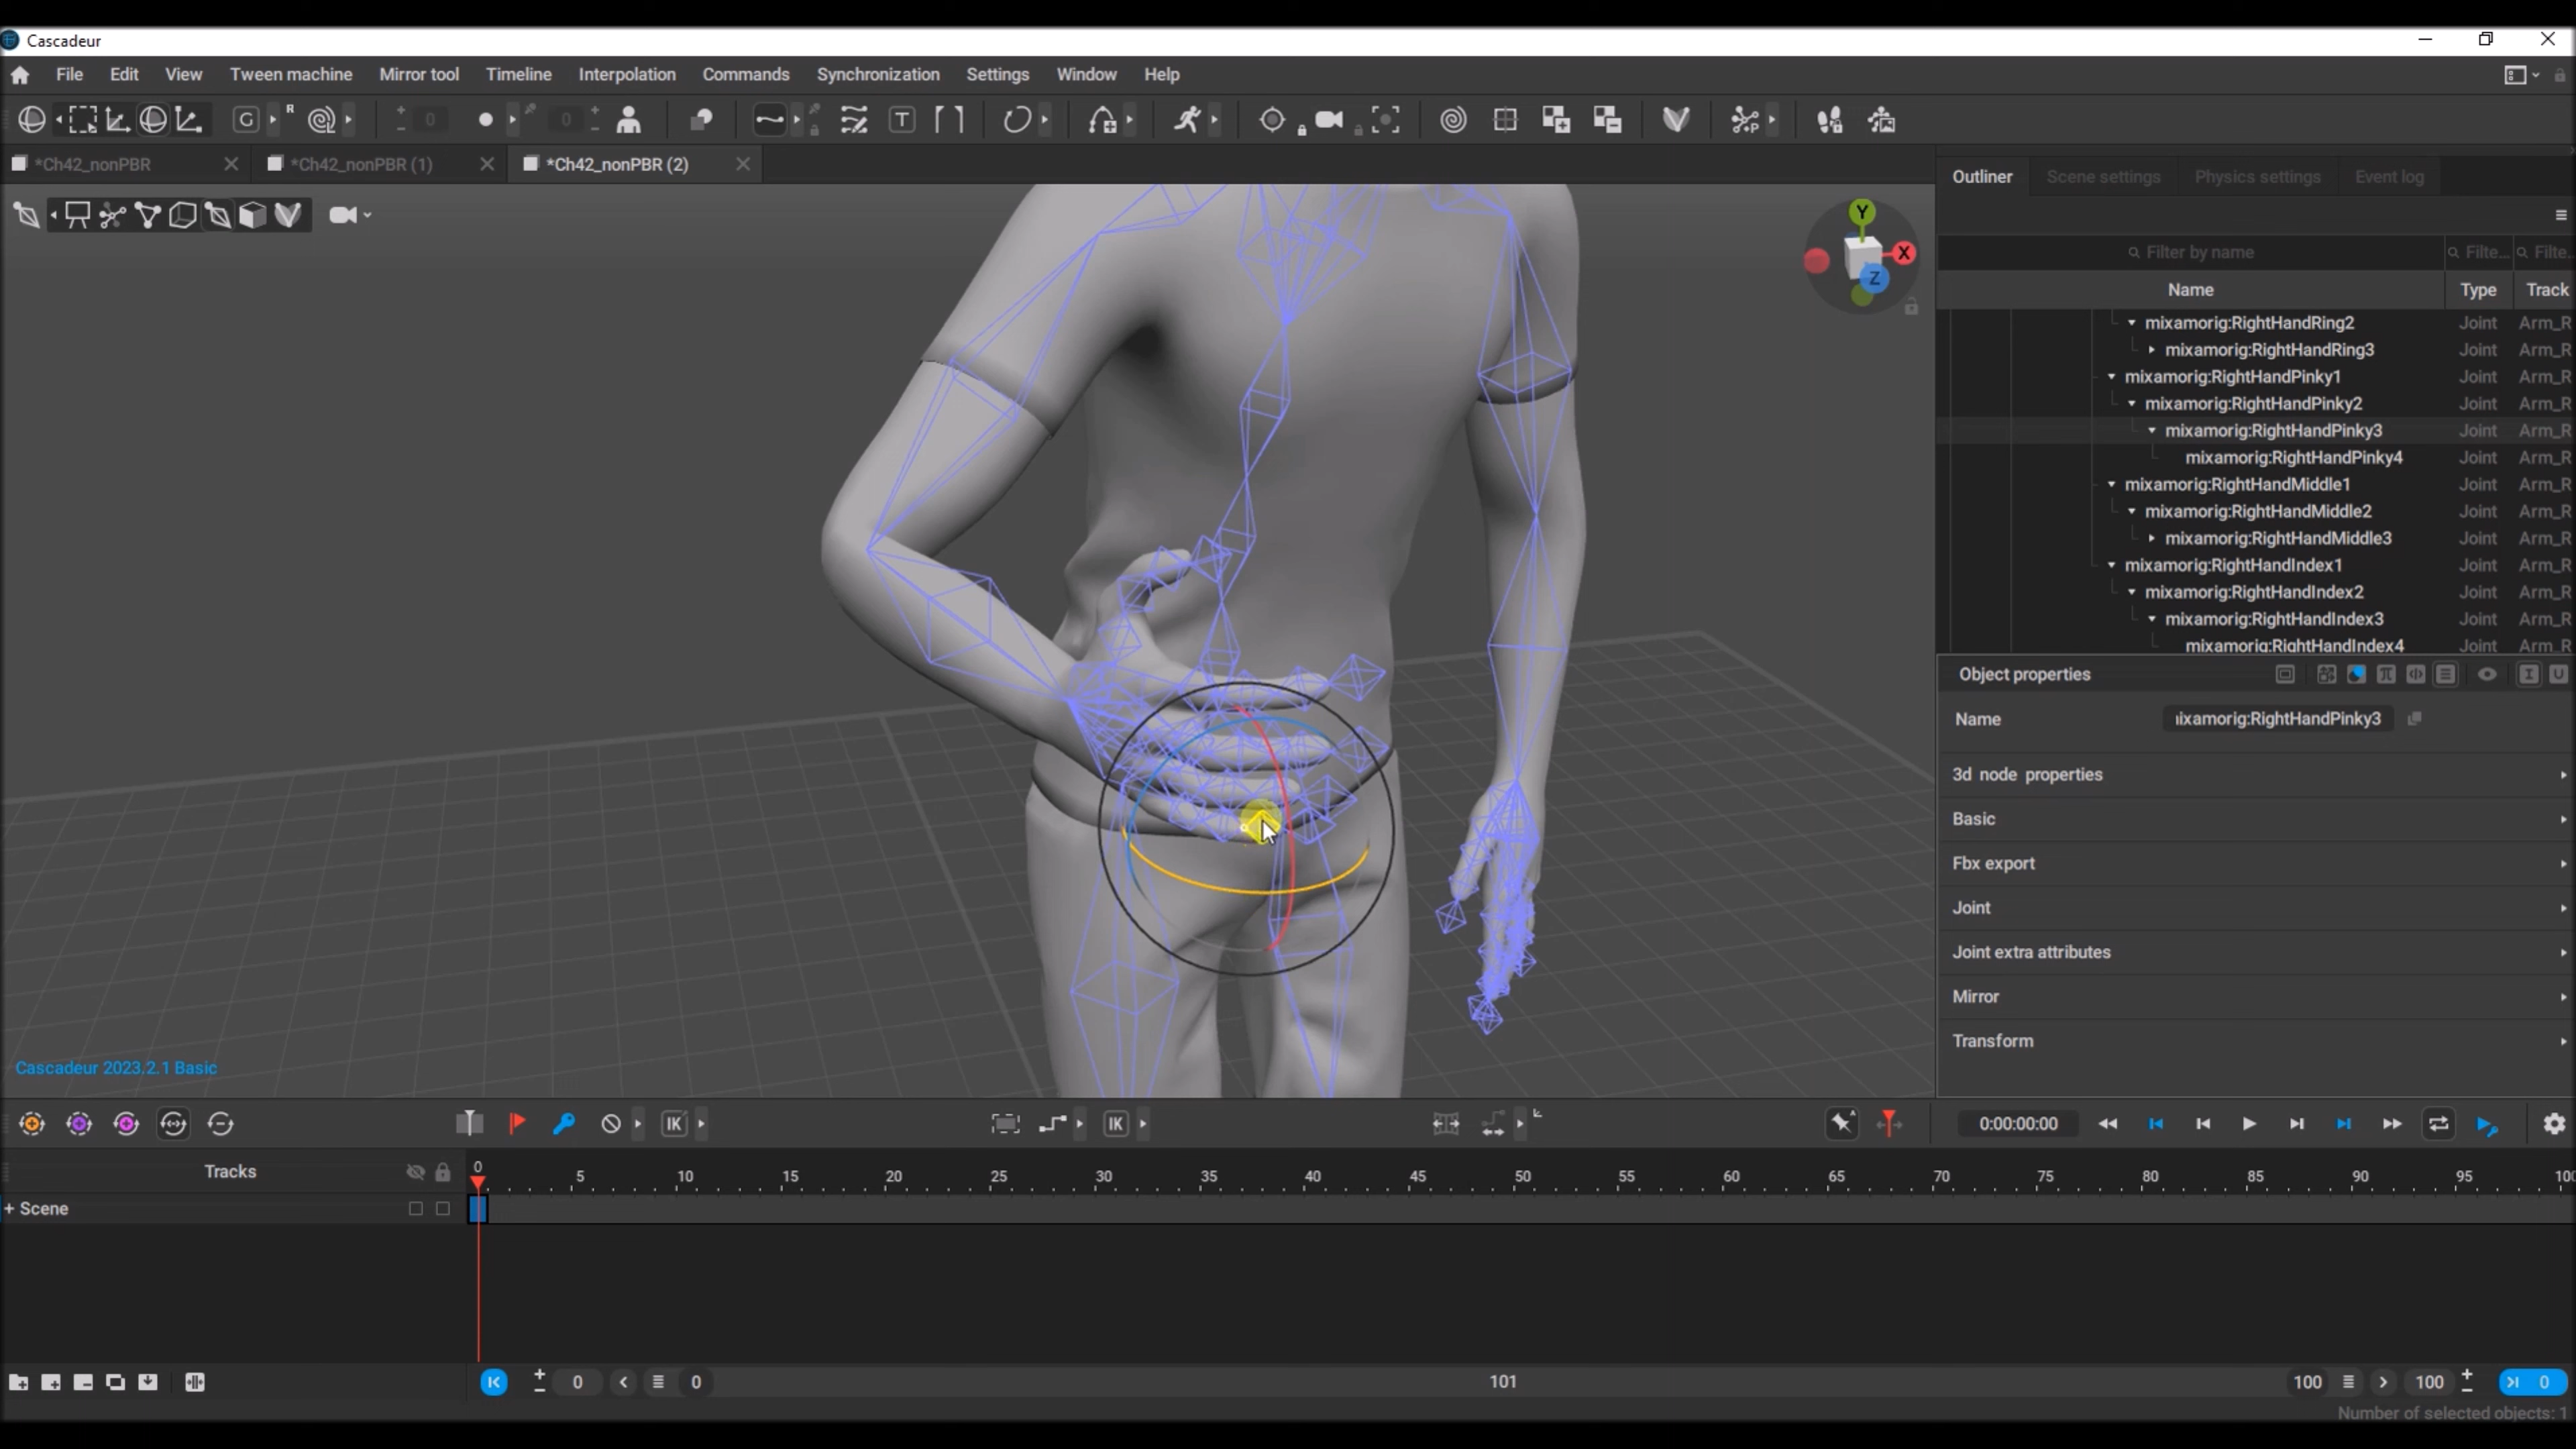 Cascadeur
File Edit View Tween machine Mirror tool Timeline Interpolation Commands Synchronization Settings Window Help
G R 0 0 T P
*Ch42_nonPBR *Ch42_nonPBR (1) *Ch42_nonPBR (2)
Outliner Scene settings Physics settings Event log
Y
X
Z
Filter by name Filte... Filte...
Name Type Track
mixamorig:RightHandRing2 Joint Arm_R
mixamorig:RightHandRing3 Joint Arm_R
mixamorig:RightHandPinky1 Joint Arm_R
mixamorig:RightHandPinky2 Joint Arm_R
mixamorig:RightHandPinky3 Joint Arm_R
mixamorig:RightHandPinky4 Joint Arm_R
mixamorig:RightHandMiddle1 Joint Arm_R
mixamorig:RightHandMiddle2 Joint Arm_R
mixamorig:RightHandMiddle3 Joint Arm_R
mixamorig:RightHandIndex1 Joint Arm_R
mixamorig:RightHandIndex2 Joint Arm_R
mixamorig:RightHandIndex3 Joint Arm_R
mixamorig:RightHandIndex4 Joint Arm_R
Object properties I U
Name ixamorig:RightHandPinky3
3d node properties
Basic
Fbx export
Joint
Joint extra attributes
Mirror
Transform
Cascadeur 2023.2.1 Basic
IK IK 0:00:00:00
Tracks 0 5 10 15 20 25 30 35 40 45 50 55 60 65 70 75 80 85 90 95 100
+ Scene
0 0 101 100 100 0
Number of selected objects: 1